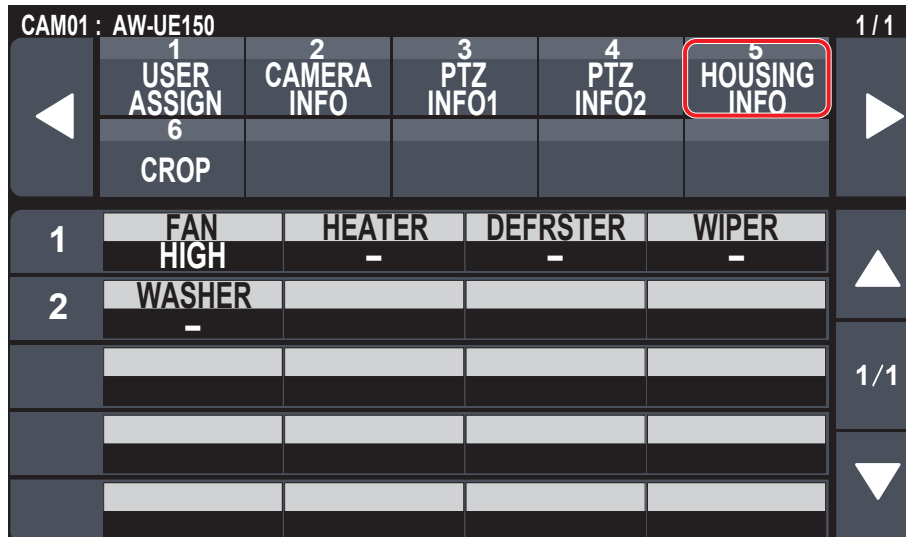 CAM01 : AW-UE150 1 / 1
1 2 3 4 5
USER CAMERA PTZ PTZ HOUSING
ASSIGN INFO INFO1 INFO2 INFO
6
CROP
1 FAN HEATER DEFRSTER WIPER
HIGH - - -
2 WASHER
-
1/1